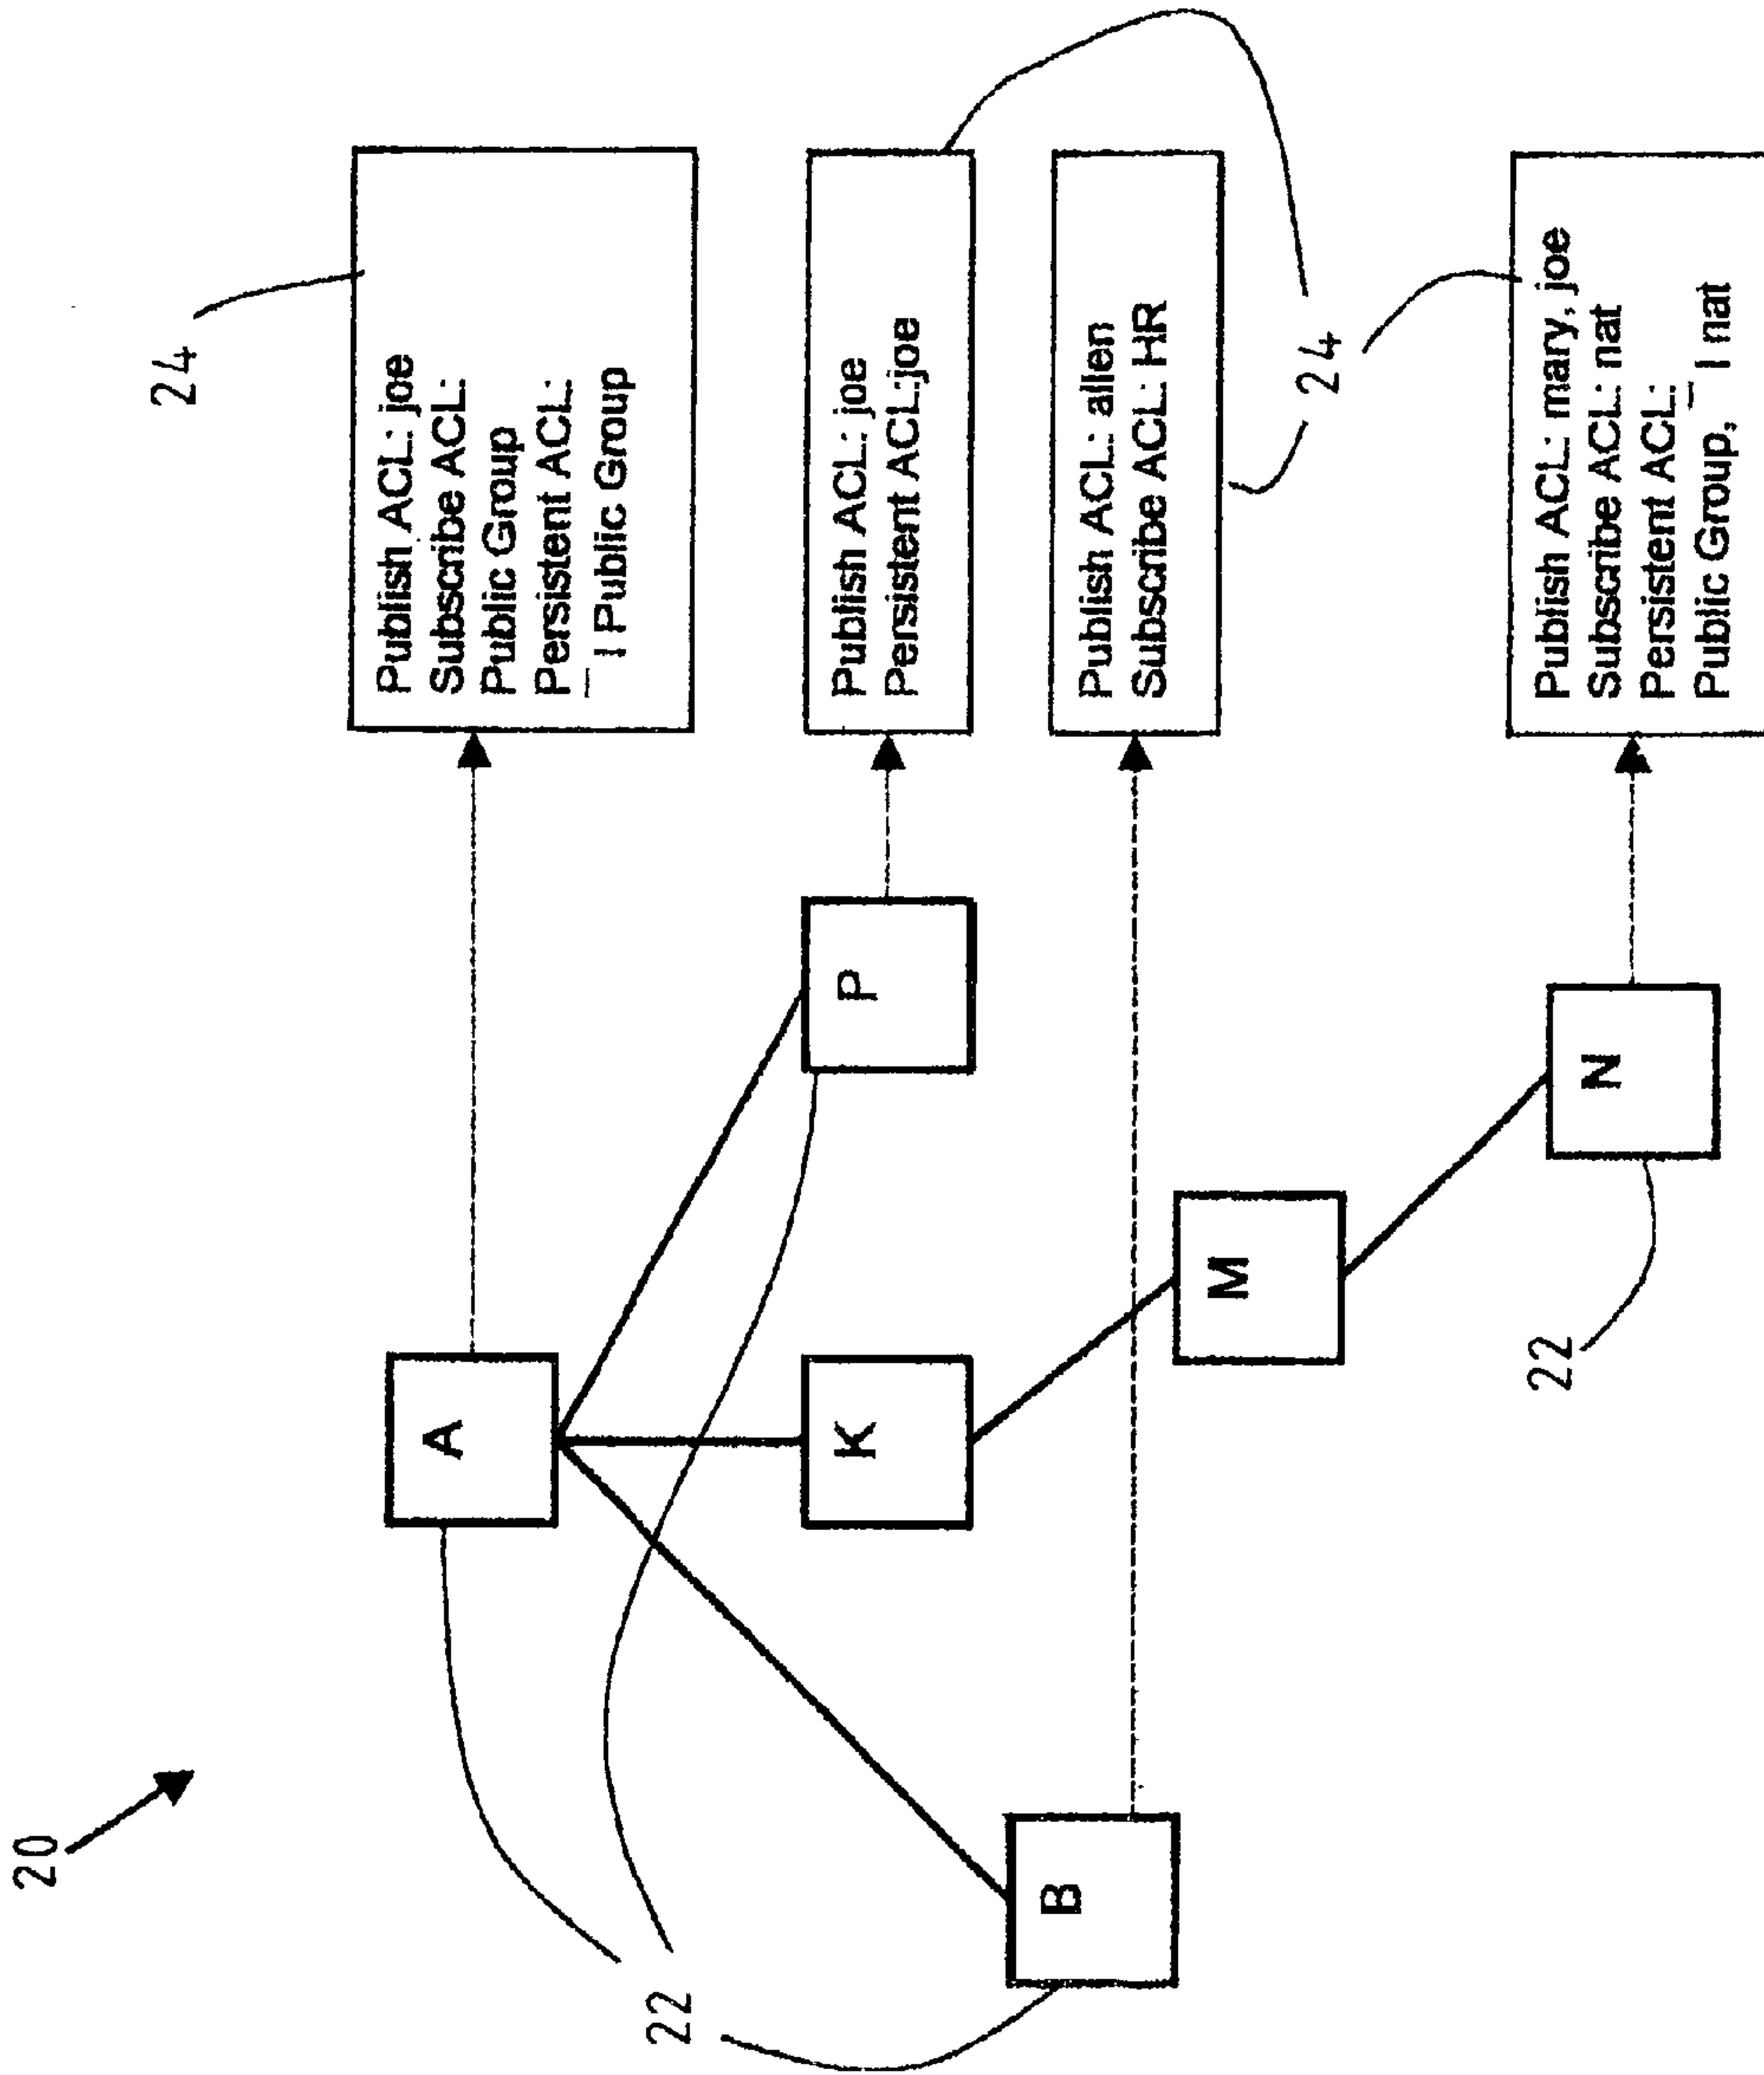 20
24
A
Publish ACL: joe
Subscribe ACL:
Public Group
Persistent ACL:
‾| Public Group
P
K
Publish ACL: joe
Persistent ACL:joe
22
B
Publish ACL: allen
Subscribe ACL: HR
24
M
N
22
Publish ACL: mary, joe
Subscribe ACL: nat
Persistent ACL:
Public Group, ‾| nat